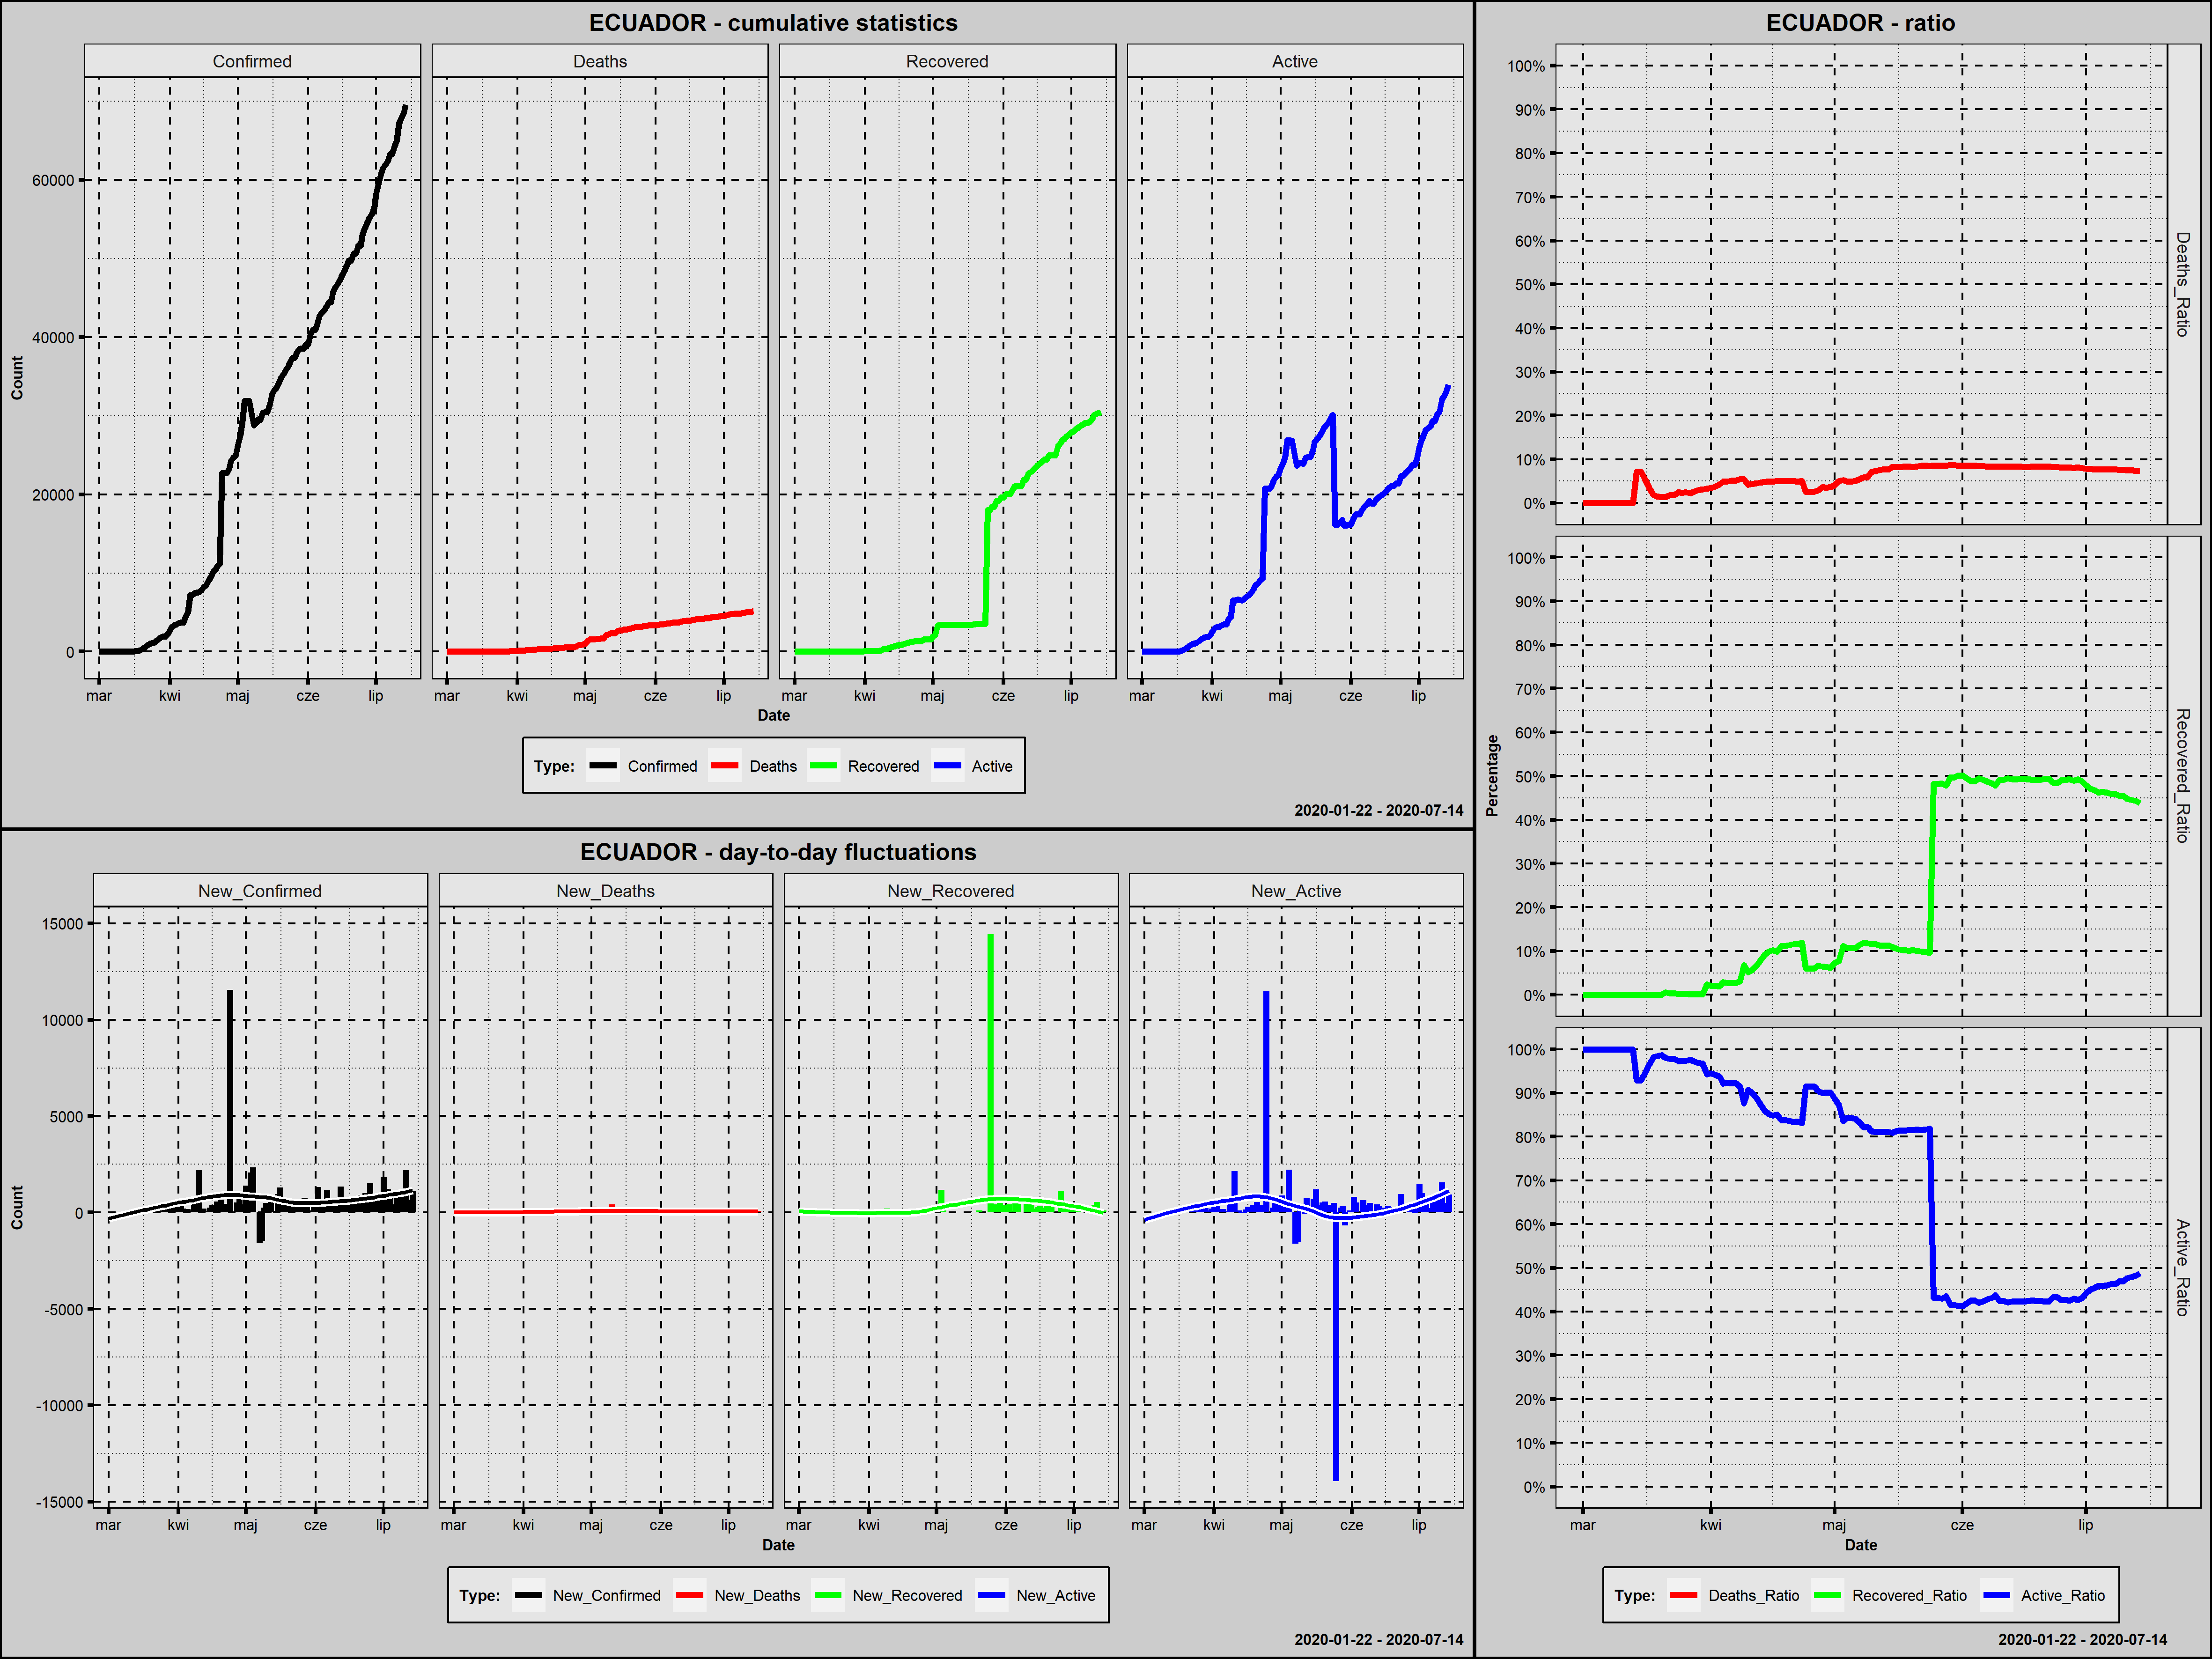 ECUADOR - cumulative statistics
Confirmed Deaths Recovered Active
Count
60000
40000
20000
0
mar kwi maj cze lip mar kwi maj cze lip mar kwi maj cze lip mar kwi maj cze lip
Date
Type: Confirmed Deaths Recovered Active
2020-01-22 - 2020-07-14
ECUADOR - day-to-day fluctuations
New_Confirmed New_Deaths New_Recovered New_Active
Count
15000
10000
5000
0
-5000
-10000
-15000
mar kwi maj cze lip mar kwi maj cze lip mar kwi maj cze lip mar kwi maj cze lip
Date
Type: New_Confirmed New_Deaths New_Recovered New_Active
2020-01-22 - 2020-07-14
ECUADOR - ratio
Percentage
100%
90%
80%
70%
60%
50%
40%
30%
20%
10%
0%
Deaths_Ratio
100%
90%
80%
70%
60%
50%
40%
30%
20%
10%
0%
Recovered_Ratio
100%
90%
80%
70%
60%
50%
40%
30%
20%
10%
0%
Active_Ratio
mar kwi maj cze lip
Date
Type: Deaths_Ratio Recovered_Ratio Active_Ratio
2020-01-22 - 2020-07-14